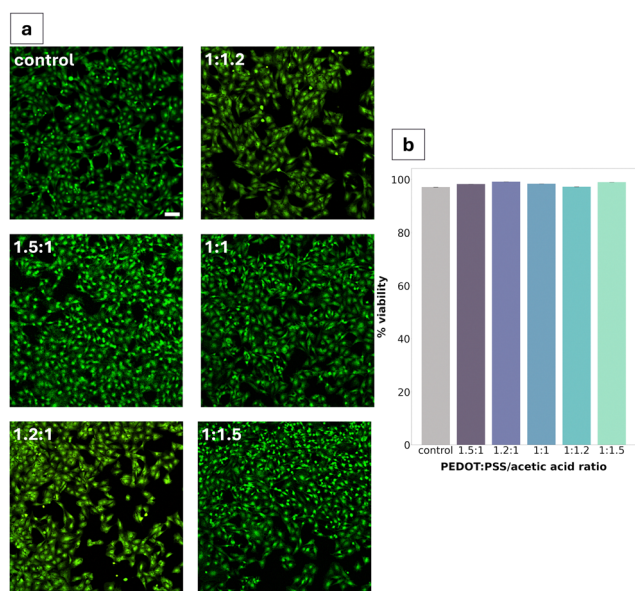 a
control
1:1.2
1.5:1
1:1
1.2:1
1:1.5
b
100
80
60
40
20
0
% viability
control 1.5:1 1.2:1 1:1 1:1.2 1:1.5
PEDOT:PSS/acetic acid ratio